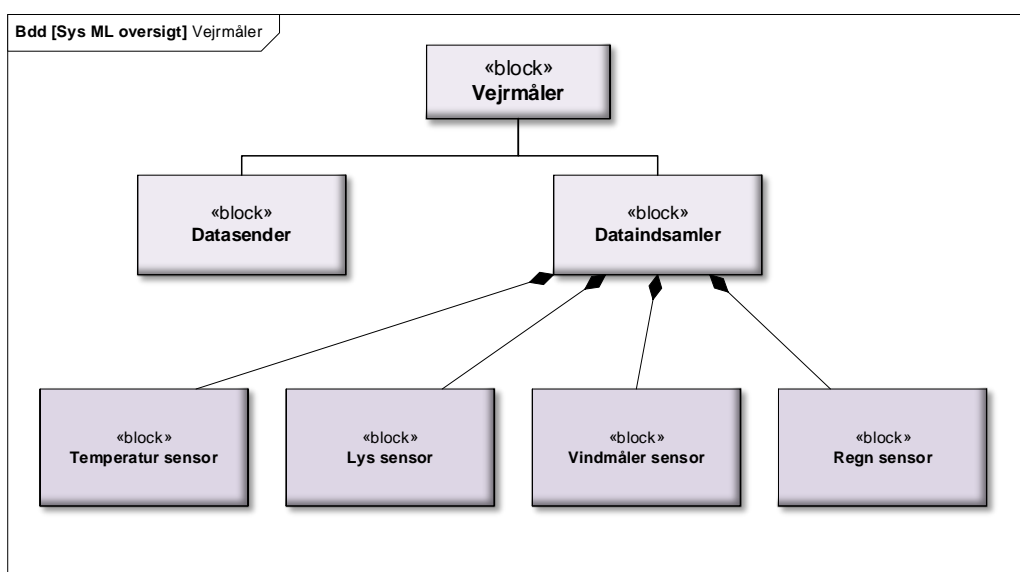 Bdd [Sys ML oversigt] Vejrmåler
«block»
Vejrmåler
«block»
Datasender
«block»
Dataindsamler
«block»
Temperatur sensor
«block»
Lys sensor
«block»
Vindmåler sensor
«block»
Regn sensor